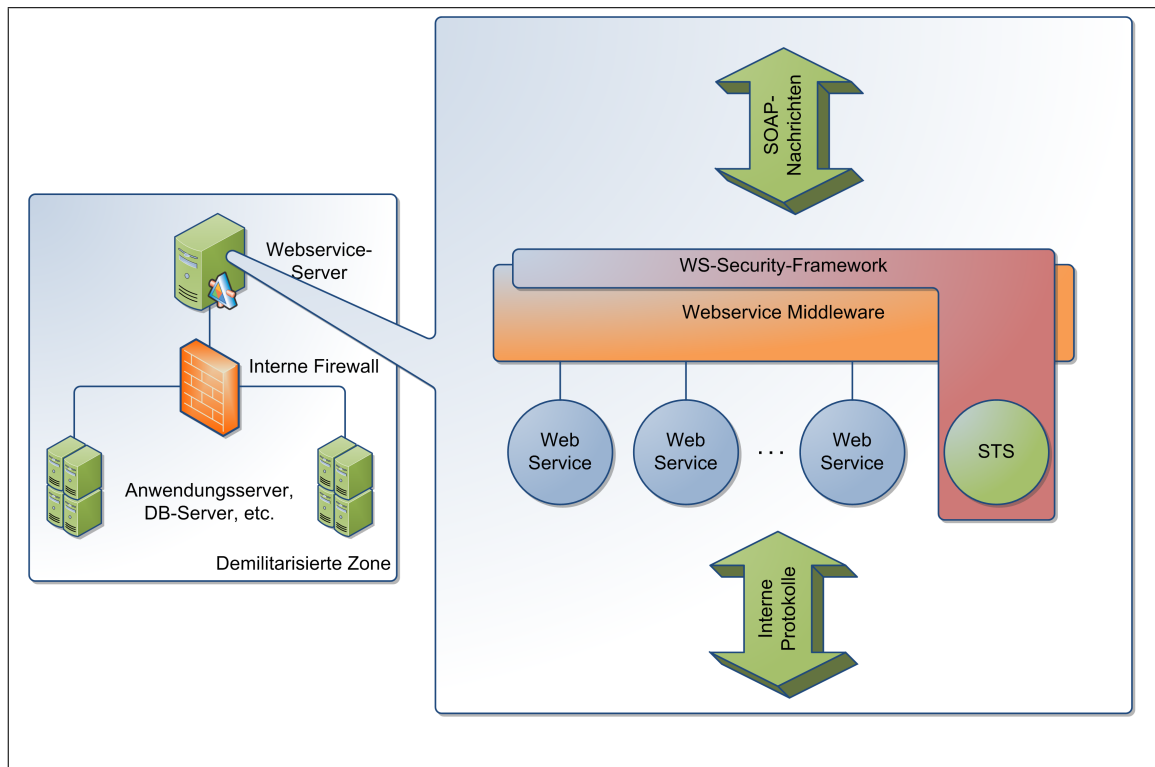 Webservice-
Server
Interne Firewall
Anwendungsserver,
DB-Server, etc.
Demilitarisierte Zone
SOAP-
Nachrichten
WS-Security-Framework
Webservice Middleware
Web
Service
Web
Service
...
Web
Service
STS
Interne
Protokolle